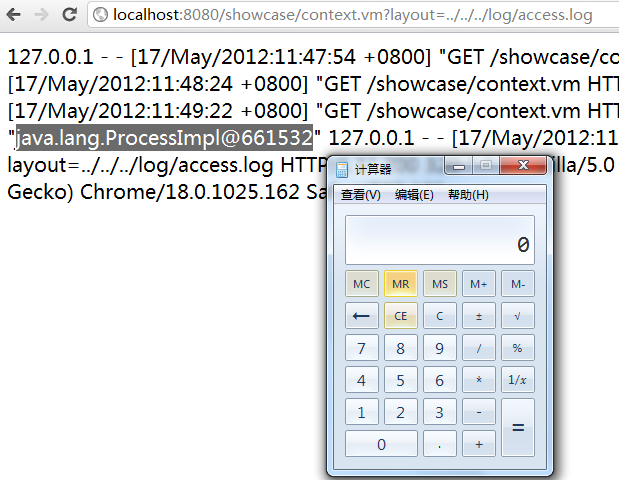 localhost:8080/showcase/context.vm?layout=../../../log/access.log
127.0.0.1 - - [17/May/2012:11:47:54 +0800] "GET /showcase/co
[17/May/2012:11:48:24 +0800] "GET /showcase/context.vm HTT
[17/May/2012:11:49:22 +0800] "GET /showcase/context.vm HTT
"java.lang.ProcessImpl@661532" 127.0.0.1 - - [17/May/2012:11
layout=../../../log/access.log HTTP
5.0
Gecko) Chrome/18.0.1025.162 Sa
计算器
查看(V) 编辑(E) 帮助(H)
0
MC MR MS M+ M-
← CE C ± √
7 8 9 / %
4 5 6 * 1/x
1 2 3 - =
0 . +